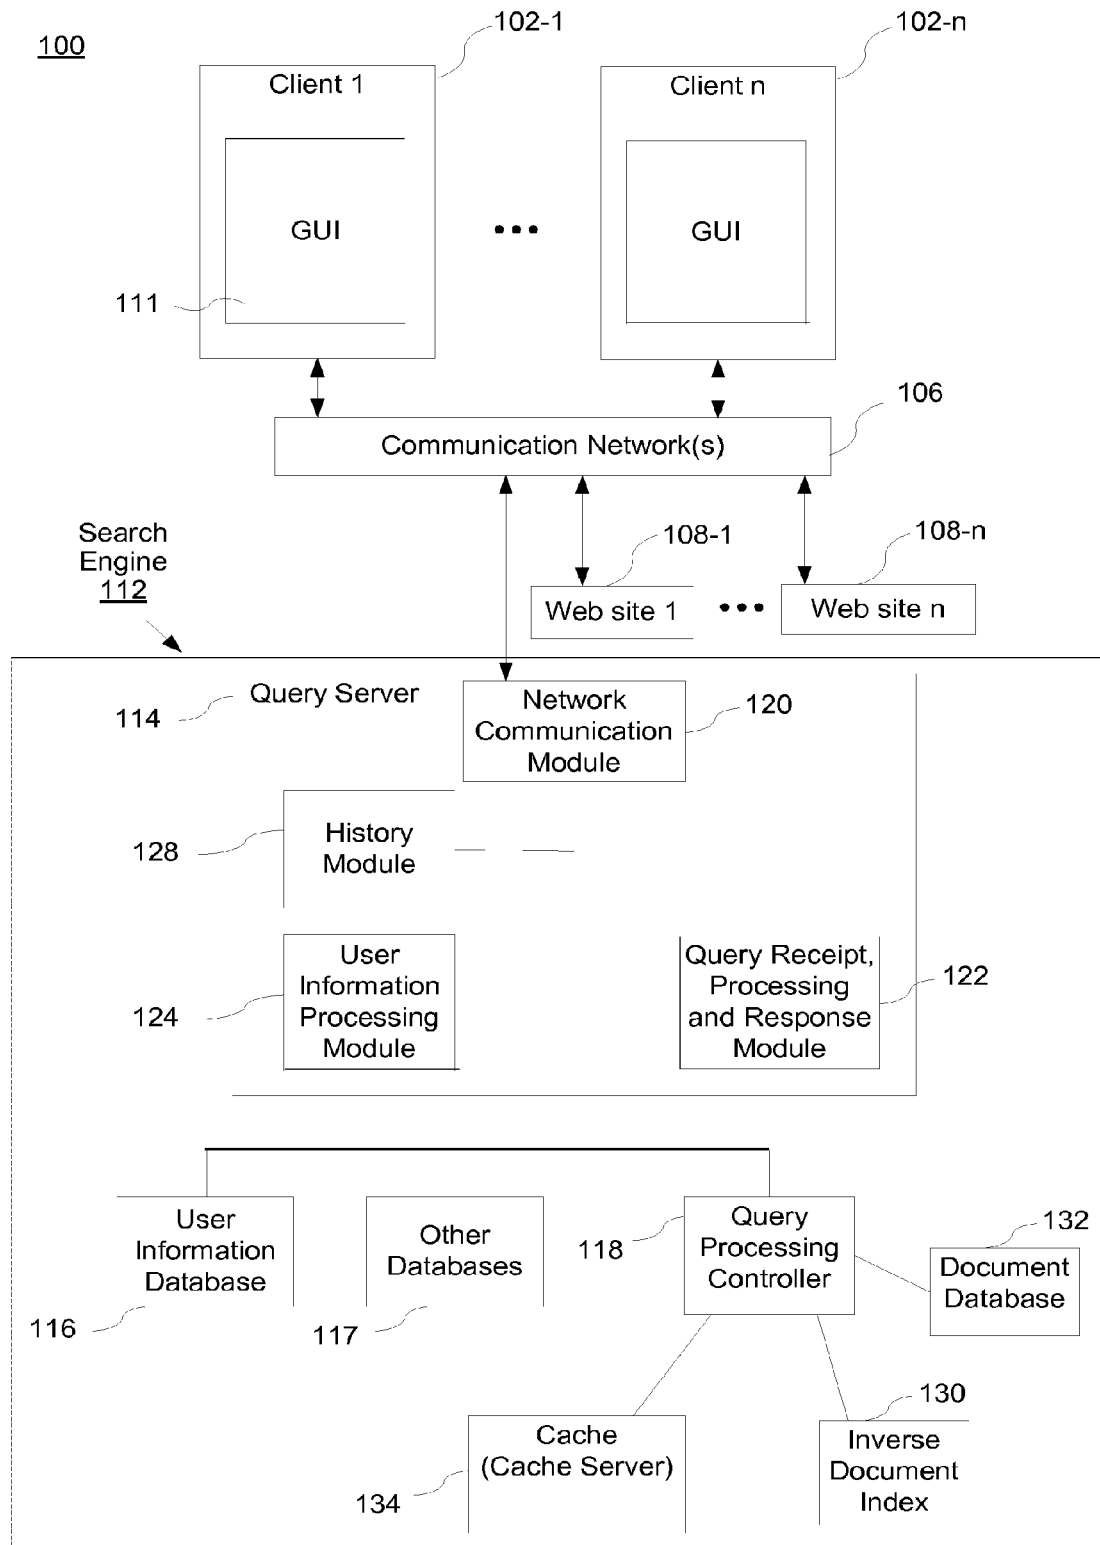 100
102-1
102-n
Client 1
Client n
GUI
GUI
111
106
Communication Network(s)
Search
Engine
112
108-1
108-n
Web site 1
Web site n
Query Server
114
Network
Communication
Module
120
History
Module
128
User
Information
Processing
Module
124
Query Receipt,
Processing
and Response
Module
122
User
Information
Database
116
Other
Databases
117
Query
Processing
Controller
118
132
Document
Database
130
Cache
(Cache Server)
134
Inverse
Document
Index